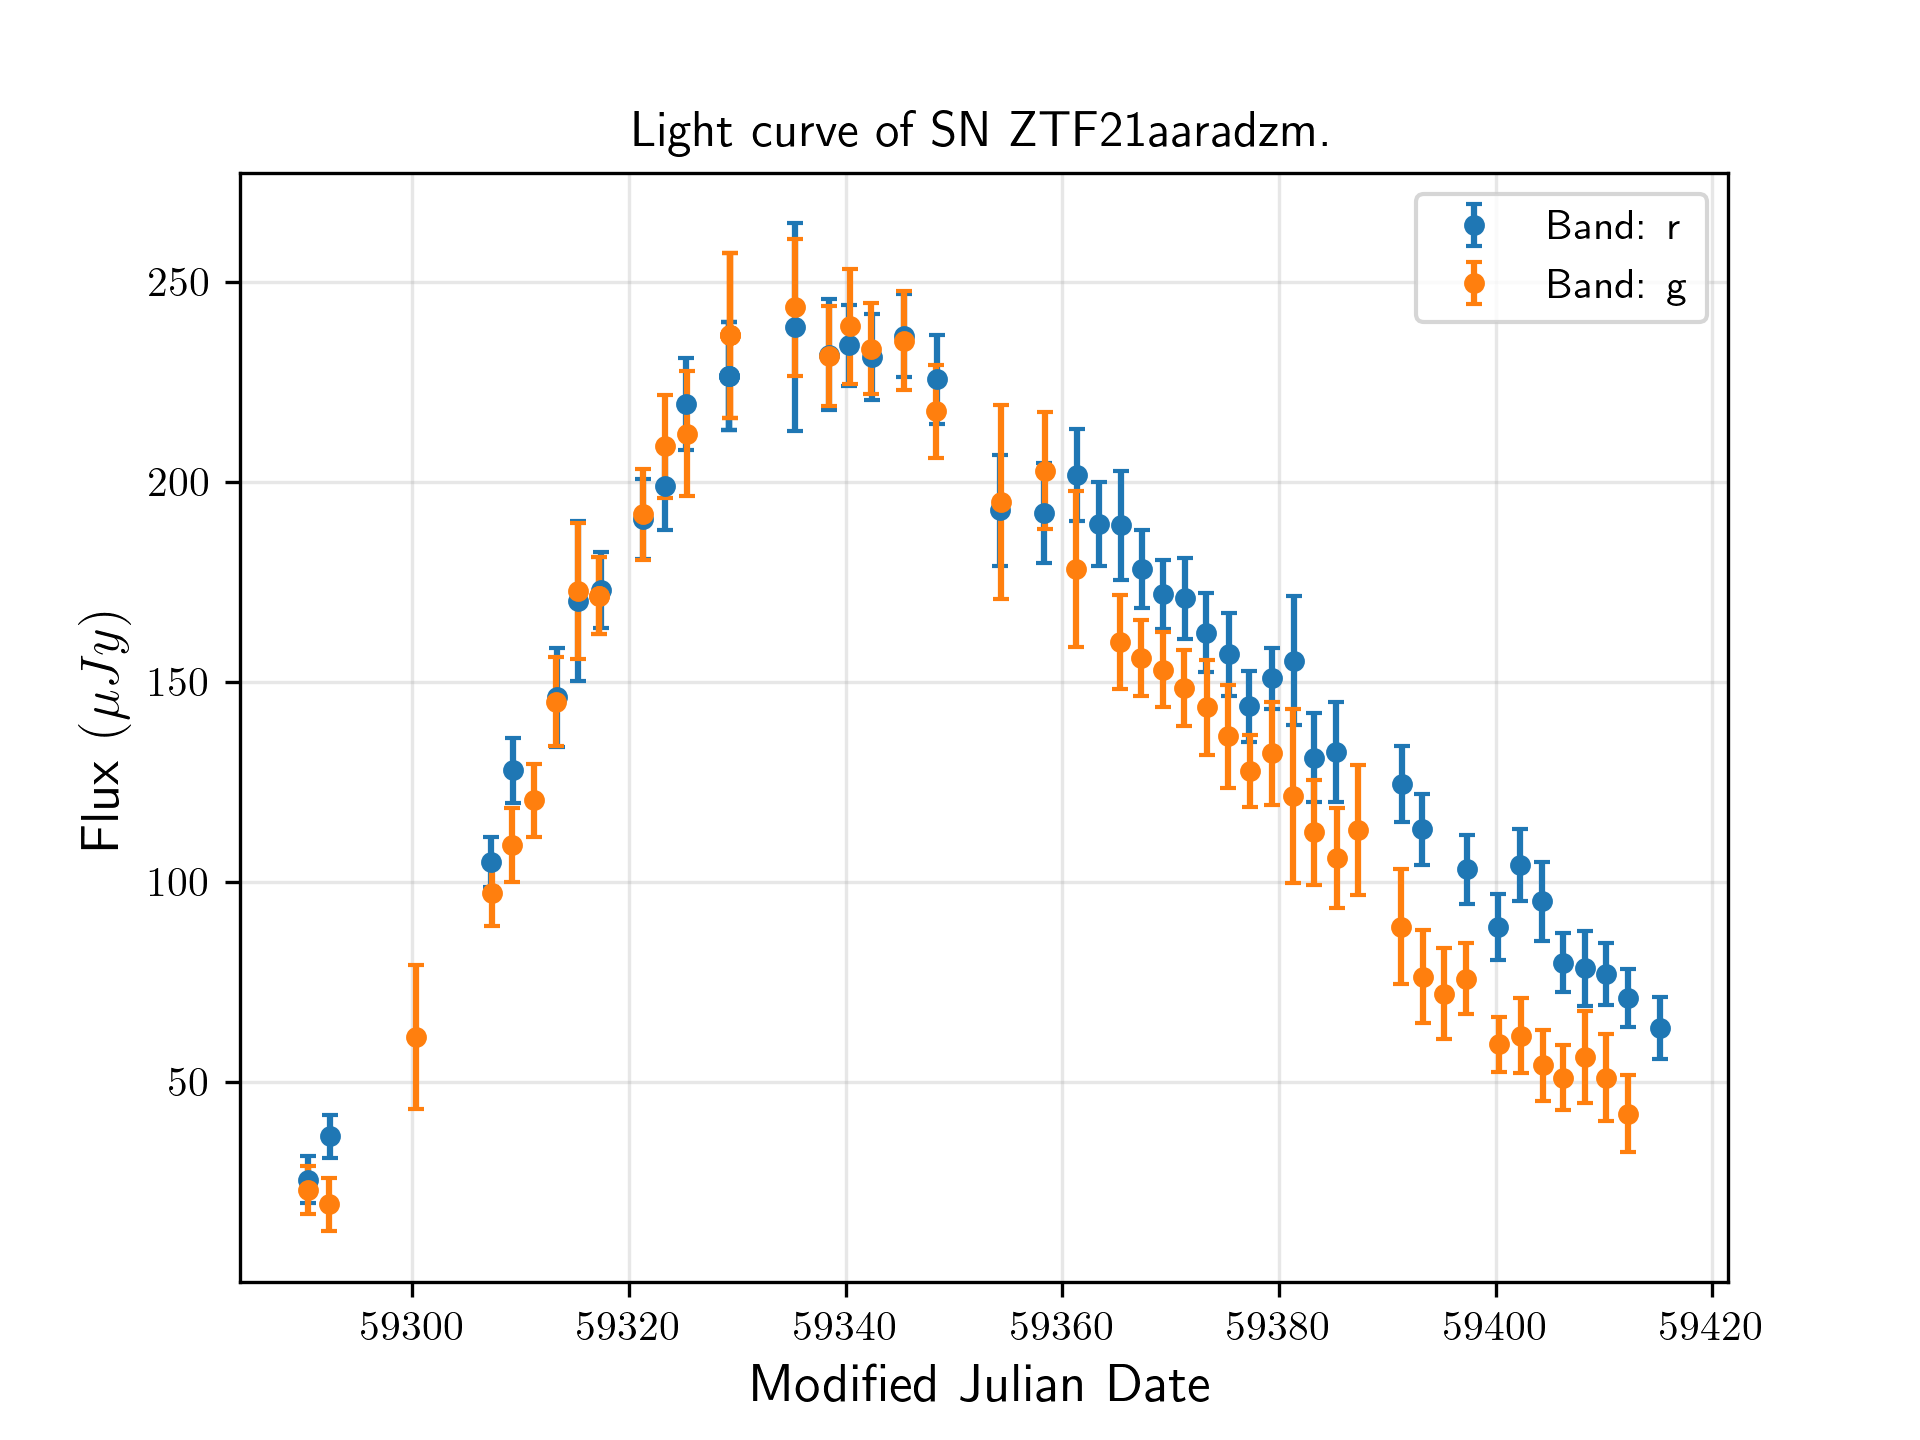 Light curve of SN ZTF21aaradzm.
Band: r
Band: g
Flux (μJy)
250
200
150
100
50
59300 59320 59340 59360 59380 59400 59420
Modified Julian Date